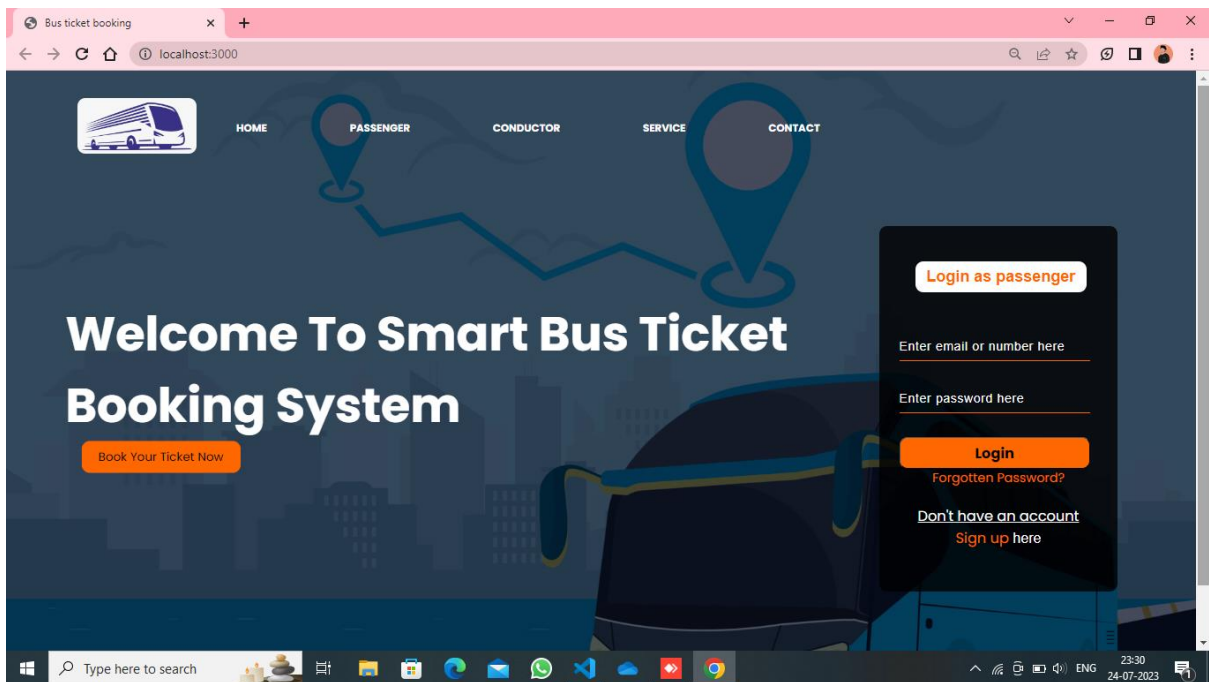 Bus ticket booking
localhost:3000
HOME PASSENGER CONDUCTOR SERVICE CONTACT
Welcome To Smart Bus Ticket
Booking System
Book Your Ticket Now
Login as passenger
Enter email or number here
Enter password here
Login
Forgotten Password?
Don't have an account
Sign up here
Type here to search
ENG
23:30
24-07-2023
1